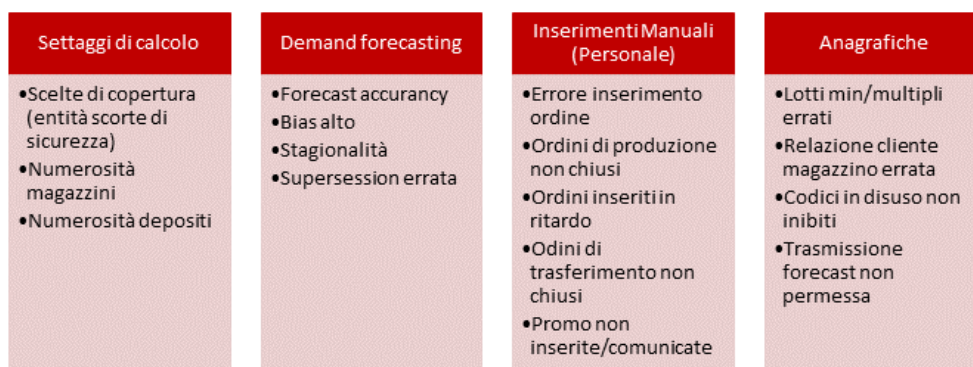 Settaggi di calcolo
•Scelte di copertura
(entità scorte di
sicurezza)
•Numerosità
magazzini
•Numerosità depositi
Demand forecasting
•Forecast accurancy
•Bias alto
•Stagionalità
•Supersession errata
Inserimenti Manuali
(Personale)
•Errore inserimento
ordine
•Ordini di produzione
non chiusi
•Ordini inseriti in
ritardo
•Odini di
trasferimento non
chiusi
•Promo non
inserite/comunicate
Anagrafiche
•Lotti min/multipli
errati
•Relazione cliente
magazzino errata
•Codici in disuso non
inibiti
•Trasmissione
forecast non
permessa